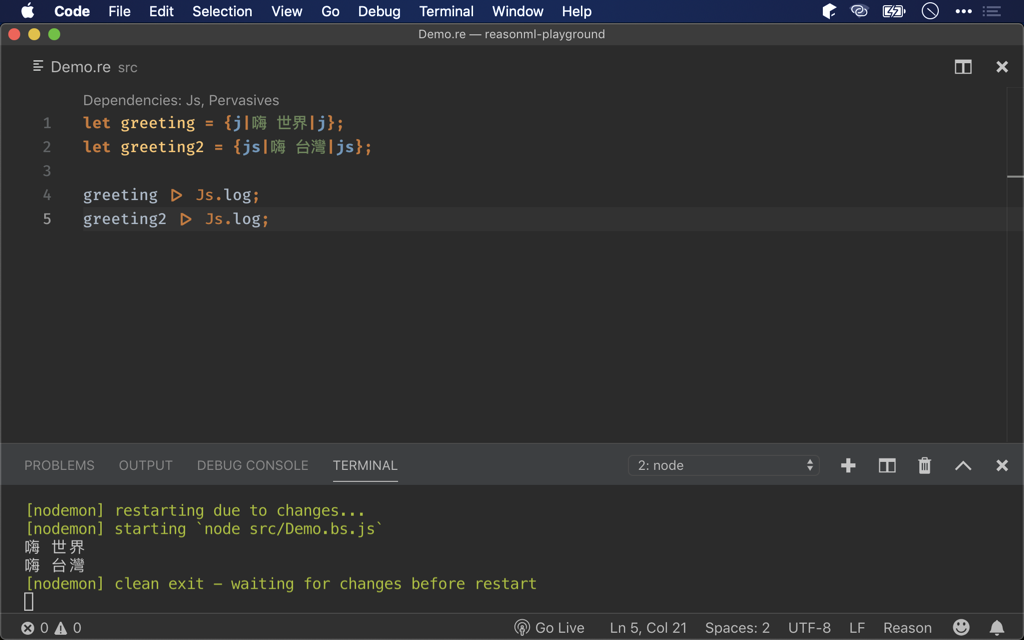 Code File Edit Selection View Go Debug Terminal Window Help
Demo.re — reasonml-playground
Demo.re src
Dependencies: Js, Pervasives
1 let greeting = {j|嗨 世界|j};
2 let greeting2 = {js|嗨 台灣|js};
3
4 greeting |> Js.log;
5 greeting2 |> Js.log;
PROBLEMS OUTPUT DEBUG CONSOLE TERMINAL 2: node
[nodemon] restarting due to changes...
[nodemon] starting `node src/Demo.bs.js`
嗨 世界
嗨 台灣
[nodemon] clean exit - waiting for changes before restart
0 0 Go Live Ln 5, Col 21 Spaces: 2 UTF-8 LF Reason